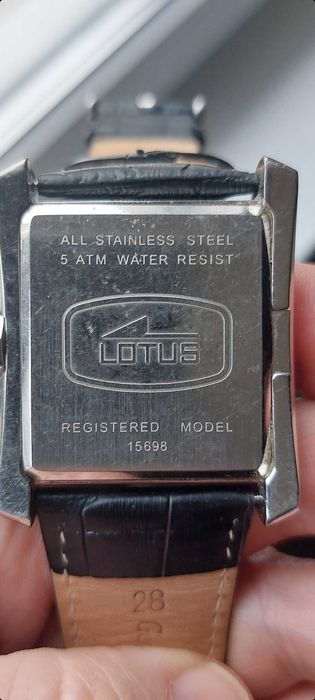 ALL STAINLESS STEEL
5 ATM WATER RESIST
LOTUS
REGISTERED MODEL
15698
28